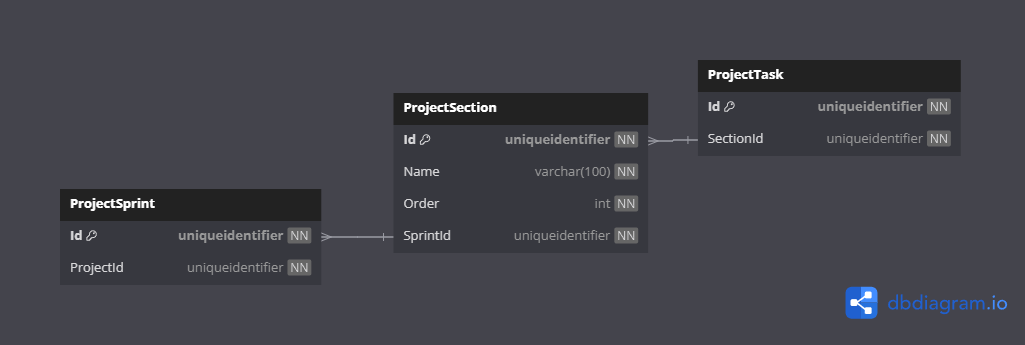 ProjectSprint
Id uniqueidentifier NN
ProjectId uniqueidentifier NN
ProjectSection
Id uniqueidentifier NN
Name varchar(100) NN
Order int NN
SprintId uniqueidentifier NN
ProjectTask
Id uniqueidentifier NN
SectionId uniqueidentifier NN
dbdiagram.io